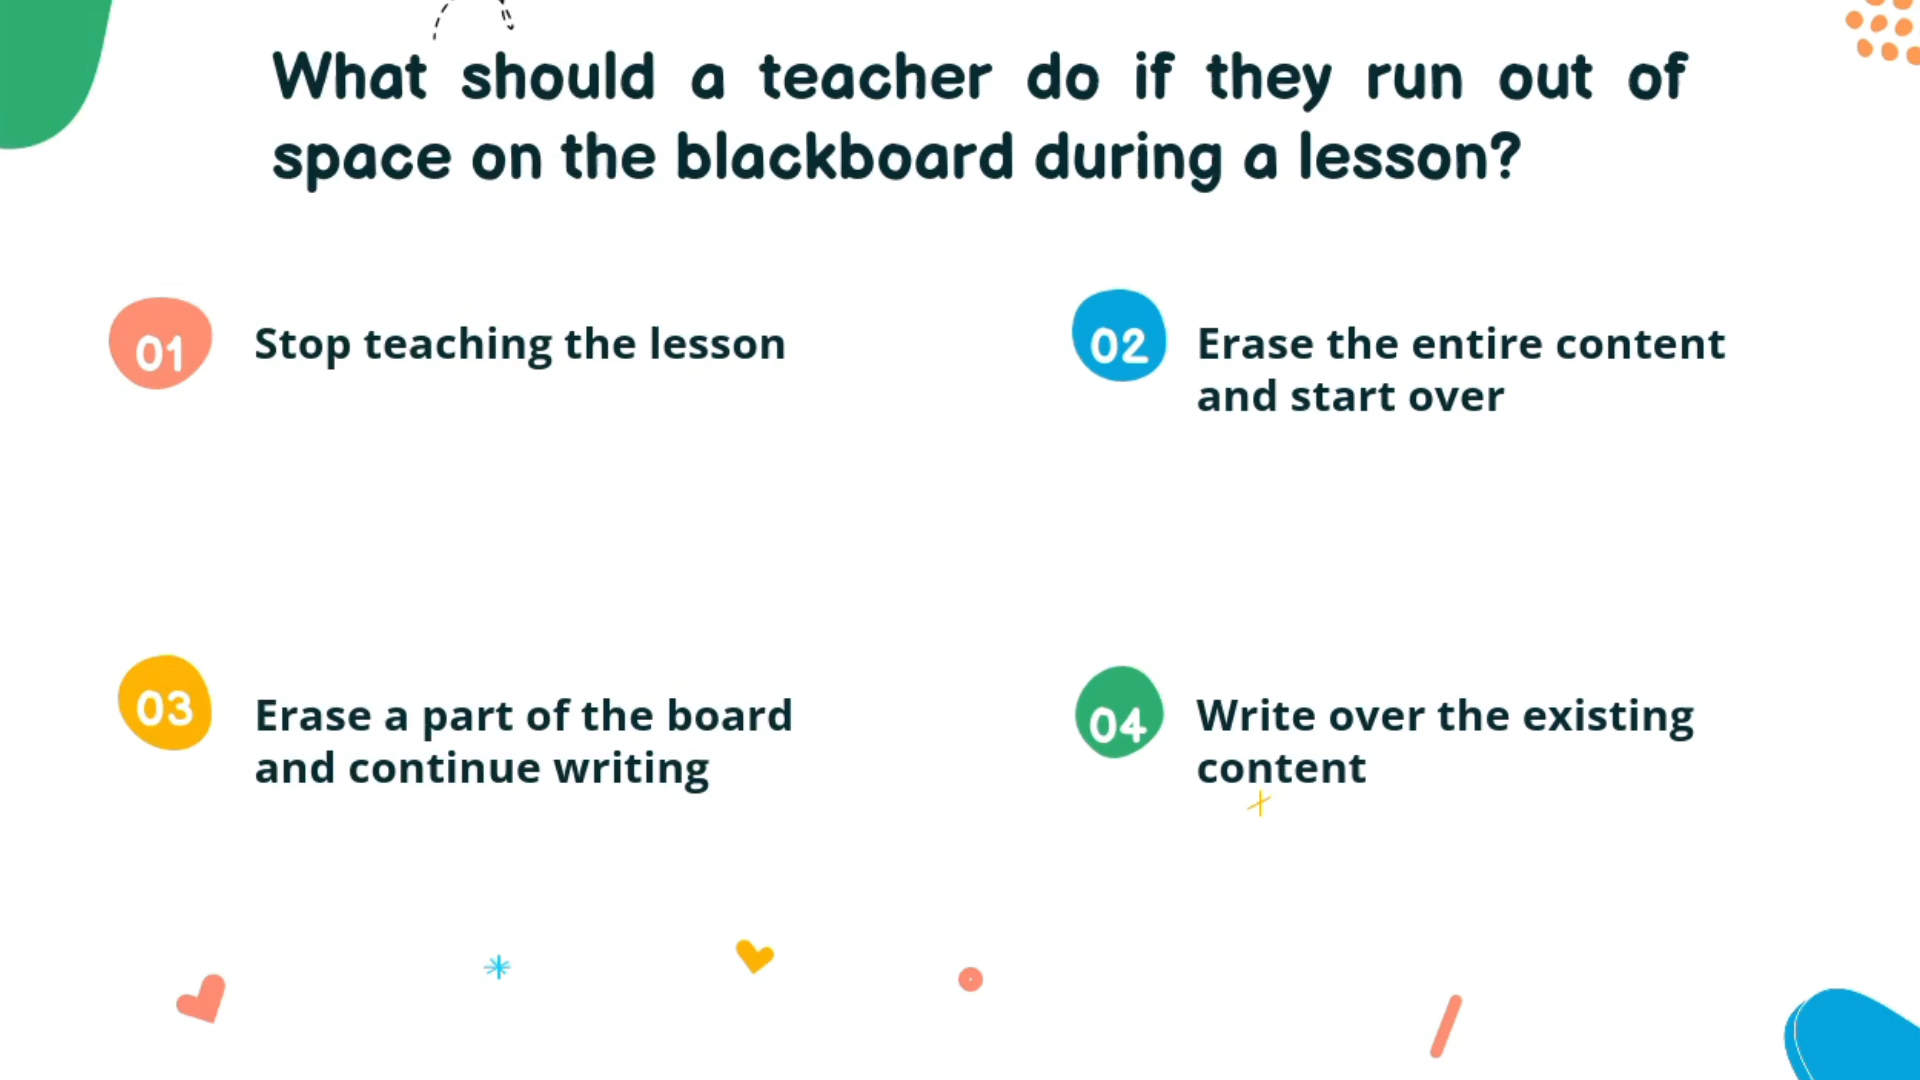 What should a teacher do if they run out of
space on the blackboard during a lesson?
01
Stop teaching the lesson
02
Erase the entire content
and start over
03
Erase a part of the board
and continue writing
04
Write over the existing
content